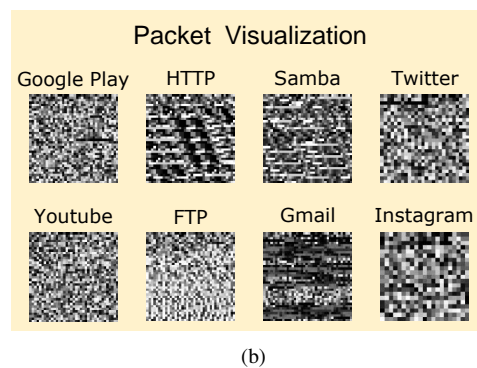 Packet Visualization
Google Play HTTP Samba Twitter
Youtube FTP Gmail Instagram
(b)